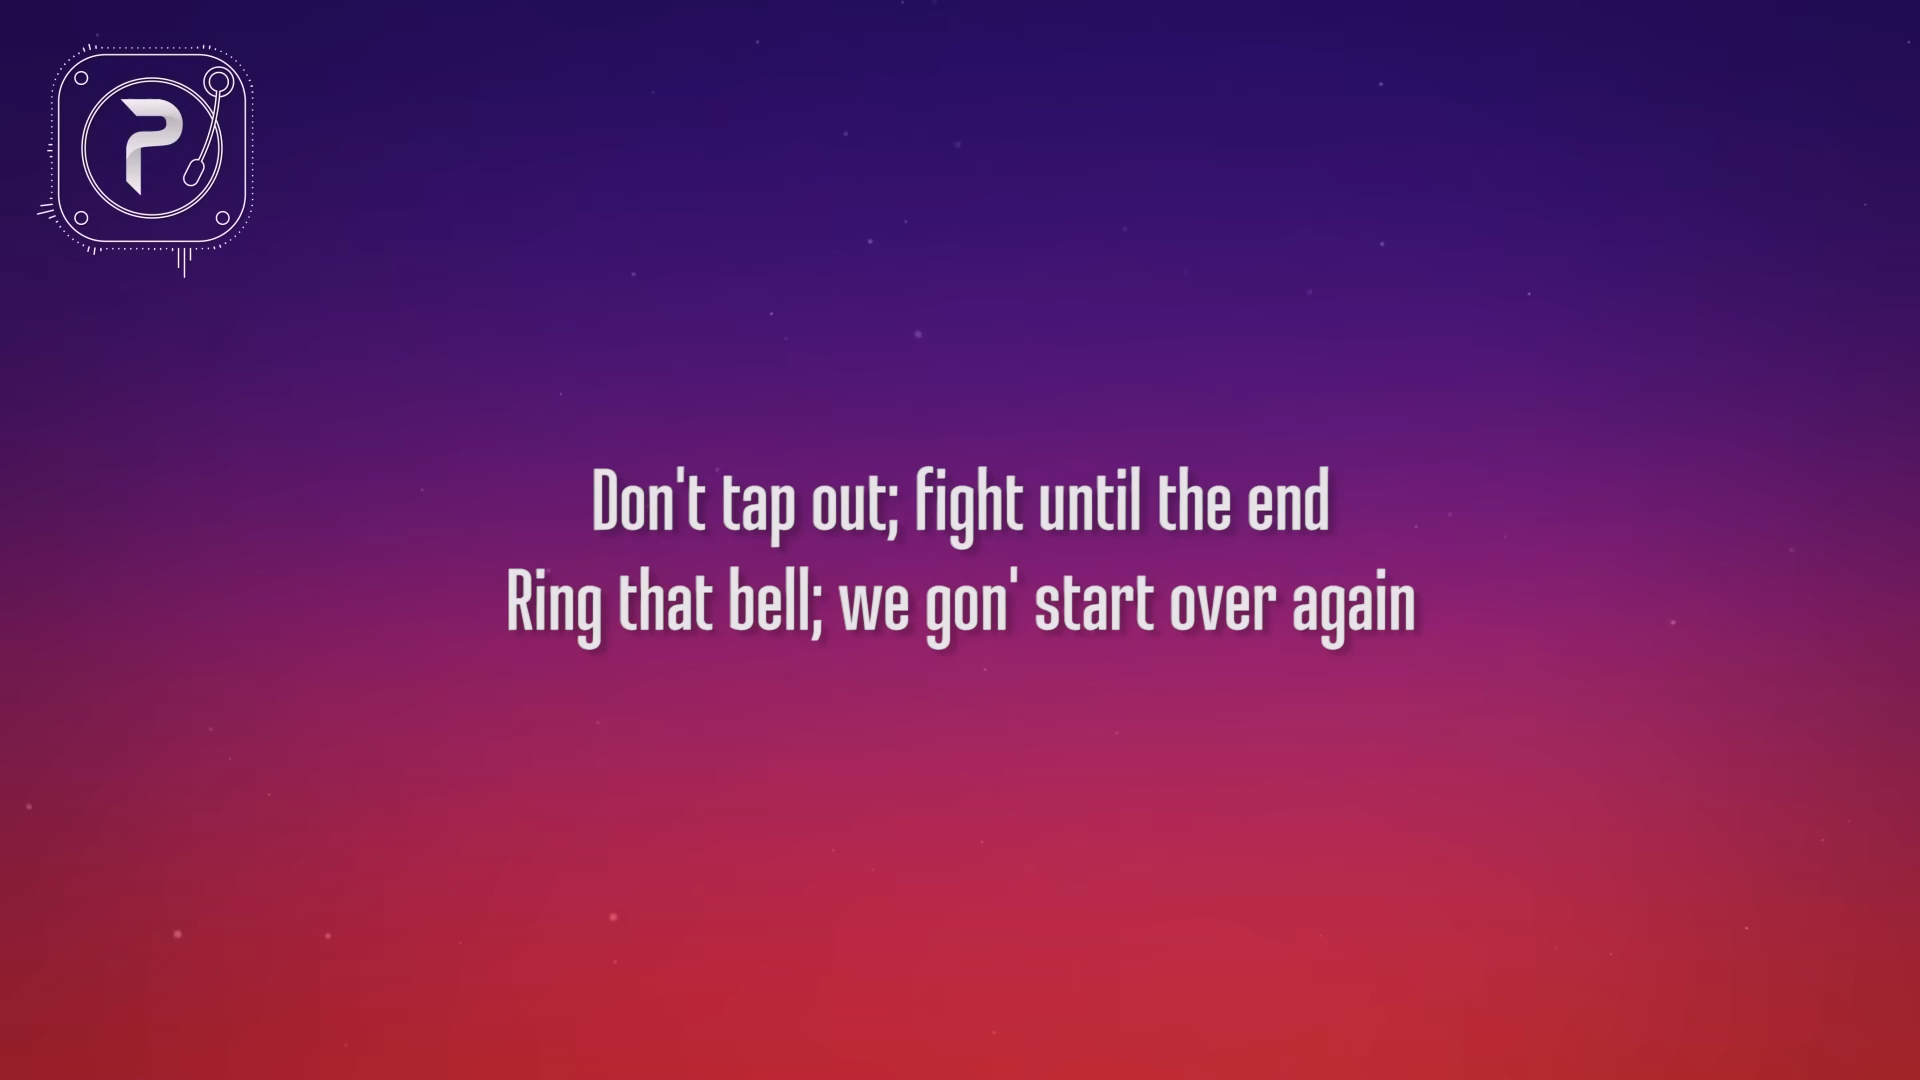 P
Don't tap out; fight until the end
Ring that bell; we gon' start over again